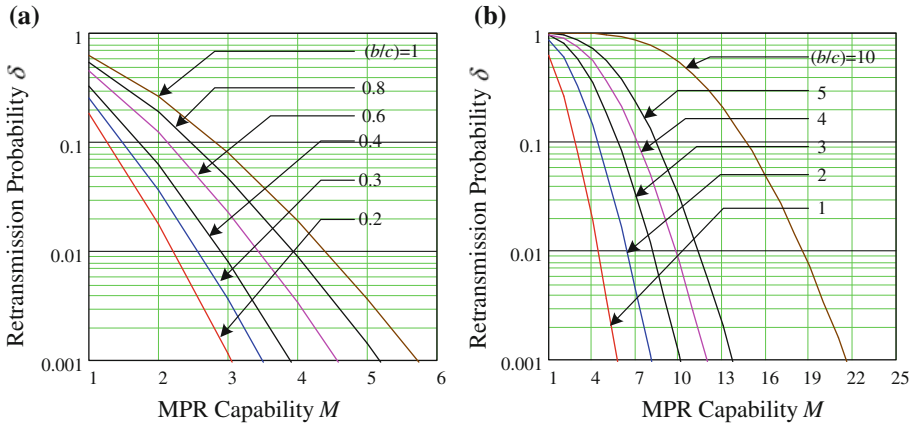 (a)
Retransmission Probability δ
1
0.1
0.01
0.001
(b/c)=1
0.8
0.6
0.4
0.3
0.2
1 2 3 4 5 6
MPR Capability M
(b)
Retransmission Probability δ
1
0.1
0.01
0.001
(b/c)=10
5
4
3
2
1
1 4 7 10 13 16 19 22 25
MPR Capability M